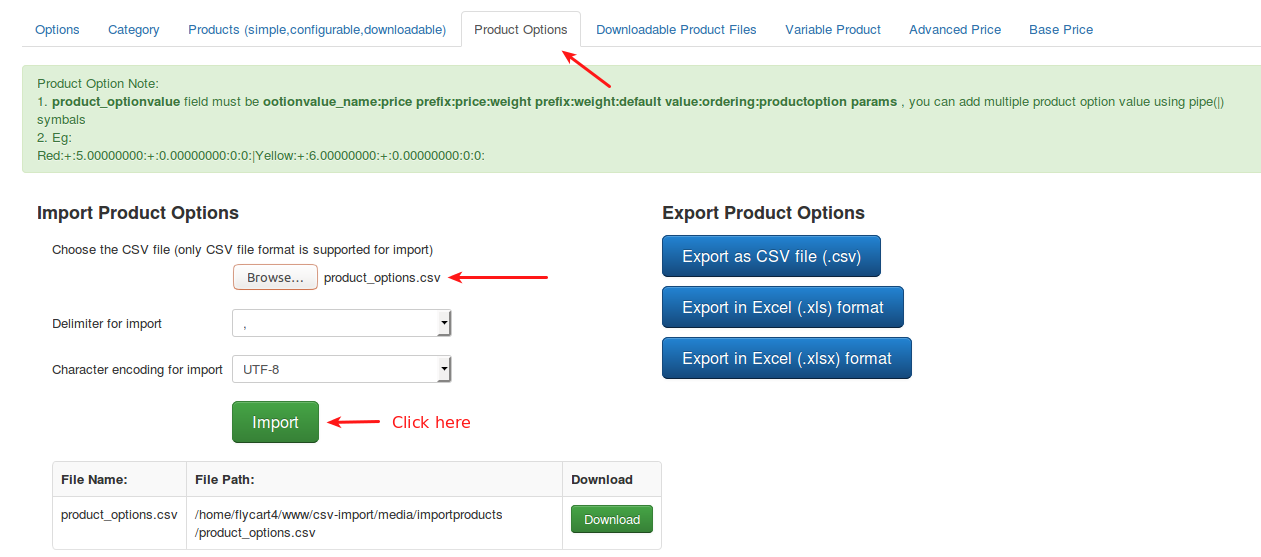 Options Category Products (simple,configurable,downloadable) Product Options Downloadable Product Files Variable Product Advanced Price Base Price
Product Option Note:
1. product_optionvalue field must be ootionvalue_name:price prefix:price:weight prefix:weight:default value:ordering:productoption params , you can add multiple product option value using pipe(|)
symbals
2. Eg:
Red:+:5.00000000:+:0.00000000:0:0:|Yellow:+:6.00000000:+:0.00000000:0:0:
Import Product Options
Choose the CSV file (only CSV file format is supported for import)
Browse... product_options.csv
Delimiter for import ,
Character encoding for import UTF-8
Import Click here
File Name: File Path: Download
product_options.csv /home/flycart4/www/csv-import/media/importproducts
/product_options.csv Download
Export Product Options
Export as CSV file (.csv)
Export in Excel (.xls) format
Export in Excel (.xlsx) format